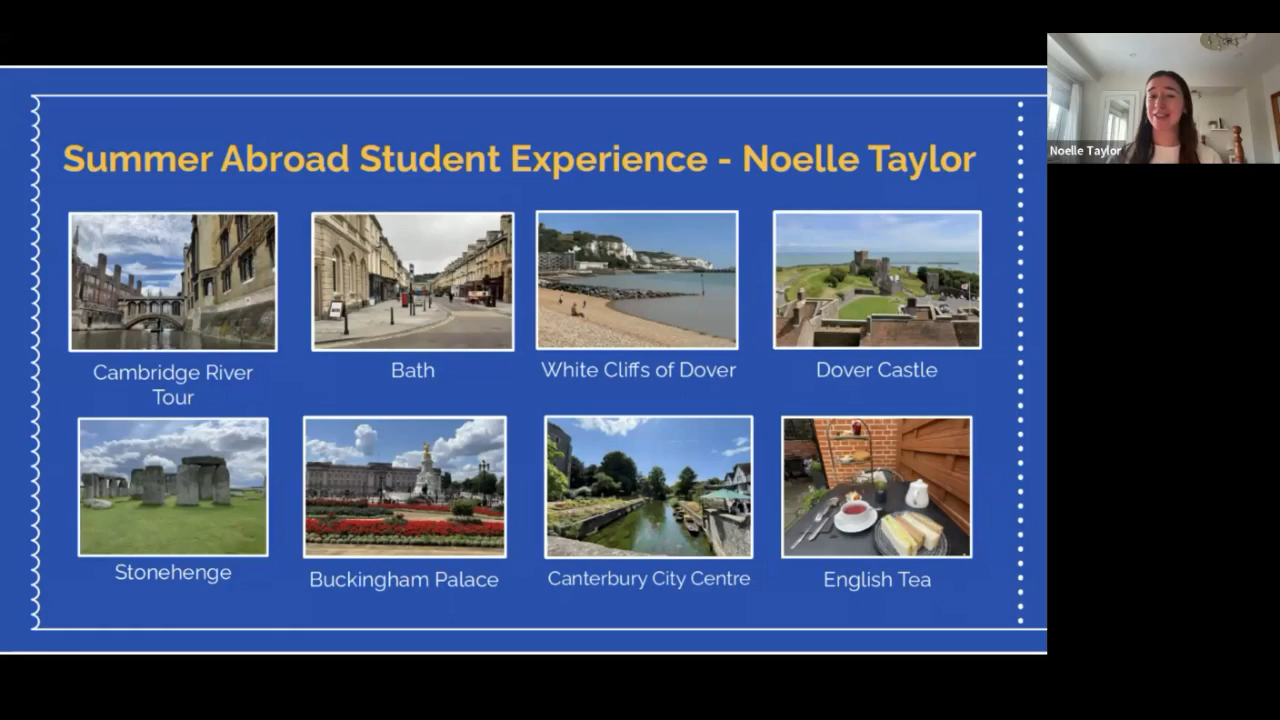 Summer Abroad Student Experience - Noelle Taylor
Noelle Taylor
Cambridge River
Tour
Bath
White Cliffs of Dover
Dover Castle
Stonehenge
Buckingham Palace
Canterbury City Centre
English Tea